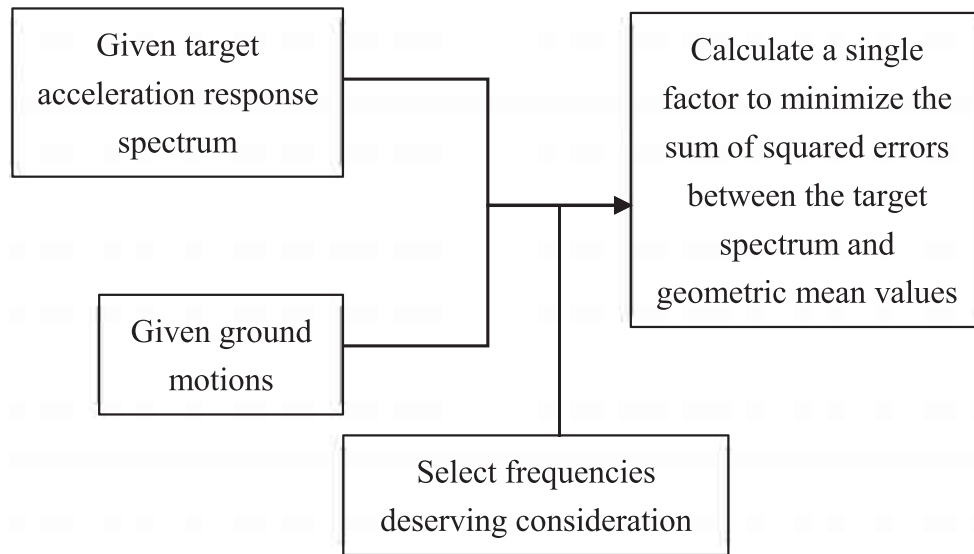 Given target
acceleration response
spectrum
Calculate a single
factor to minimize the
sum of squared errors
between the target
spectrum and
geometric mean values
Given ground
motions
Select frequencies
deserving consideration